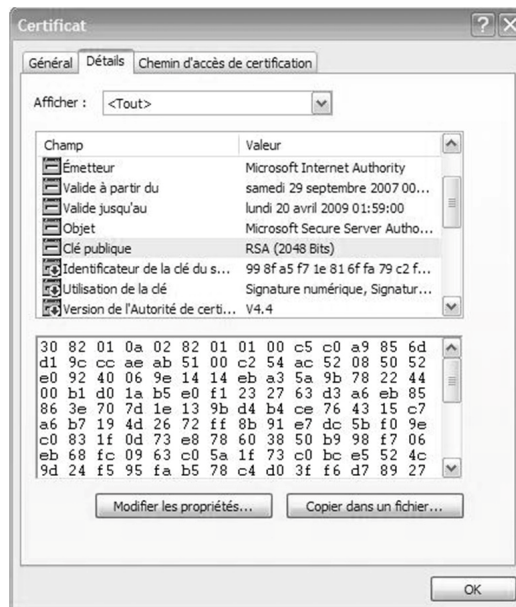 Certificat
Général Détails Chemin d'accès de certification
Afficher : <Tout>
Champ Valeur
Émetteur Microsoft Internet Authority
Valide à partir du samedi 29 septembre 2007 00...
Valide jusqu'au lundi 20 avril 2009 01:59:00
Objet Microsoft Secure Server Autho...
Clé publique RSA (2048 Bits)
Identificateur de la clé du s... 99 8f a5 f7 1e 81 6f fa 79 c2 f...
Utilisation de la clé Signature numérique, Signatur...
Version de l'Autorité de certi... V4.4
30 82 01 0a 02 82 01 01 00 c5 c0 a9 85 6d
d1 9c cc ae ab 51 00 c2 54 ac 52 08 50 52
e0 92 40 06 9e 14 14 eb a3 5a 9b 78 22 44
00 b1 d0 1a b5 e0 f1 23 27 63 d3 a6 eb 85
86 3e 70 7d 1e 13 9b d4 b4 ce 76 43 15 c7
a6 b7 19 4d 26 72 ff 8b 91 e7 dc 5b f0 9e
c0 83 1f 0d 73 e8 78 60 38 50 b9 98 f7 06
eb 68 fc 09 63 c0 5a 1f 73 c0 bc e5 52 4c
9d 24 f5 95 fa b5 78 c4 d0 3f f6 d7 89 27
Modifier les propriétés... Copier dans un fichier...
OK